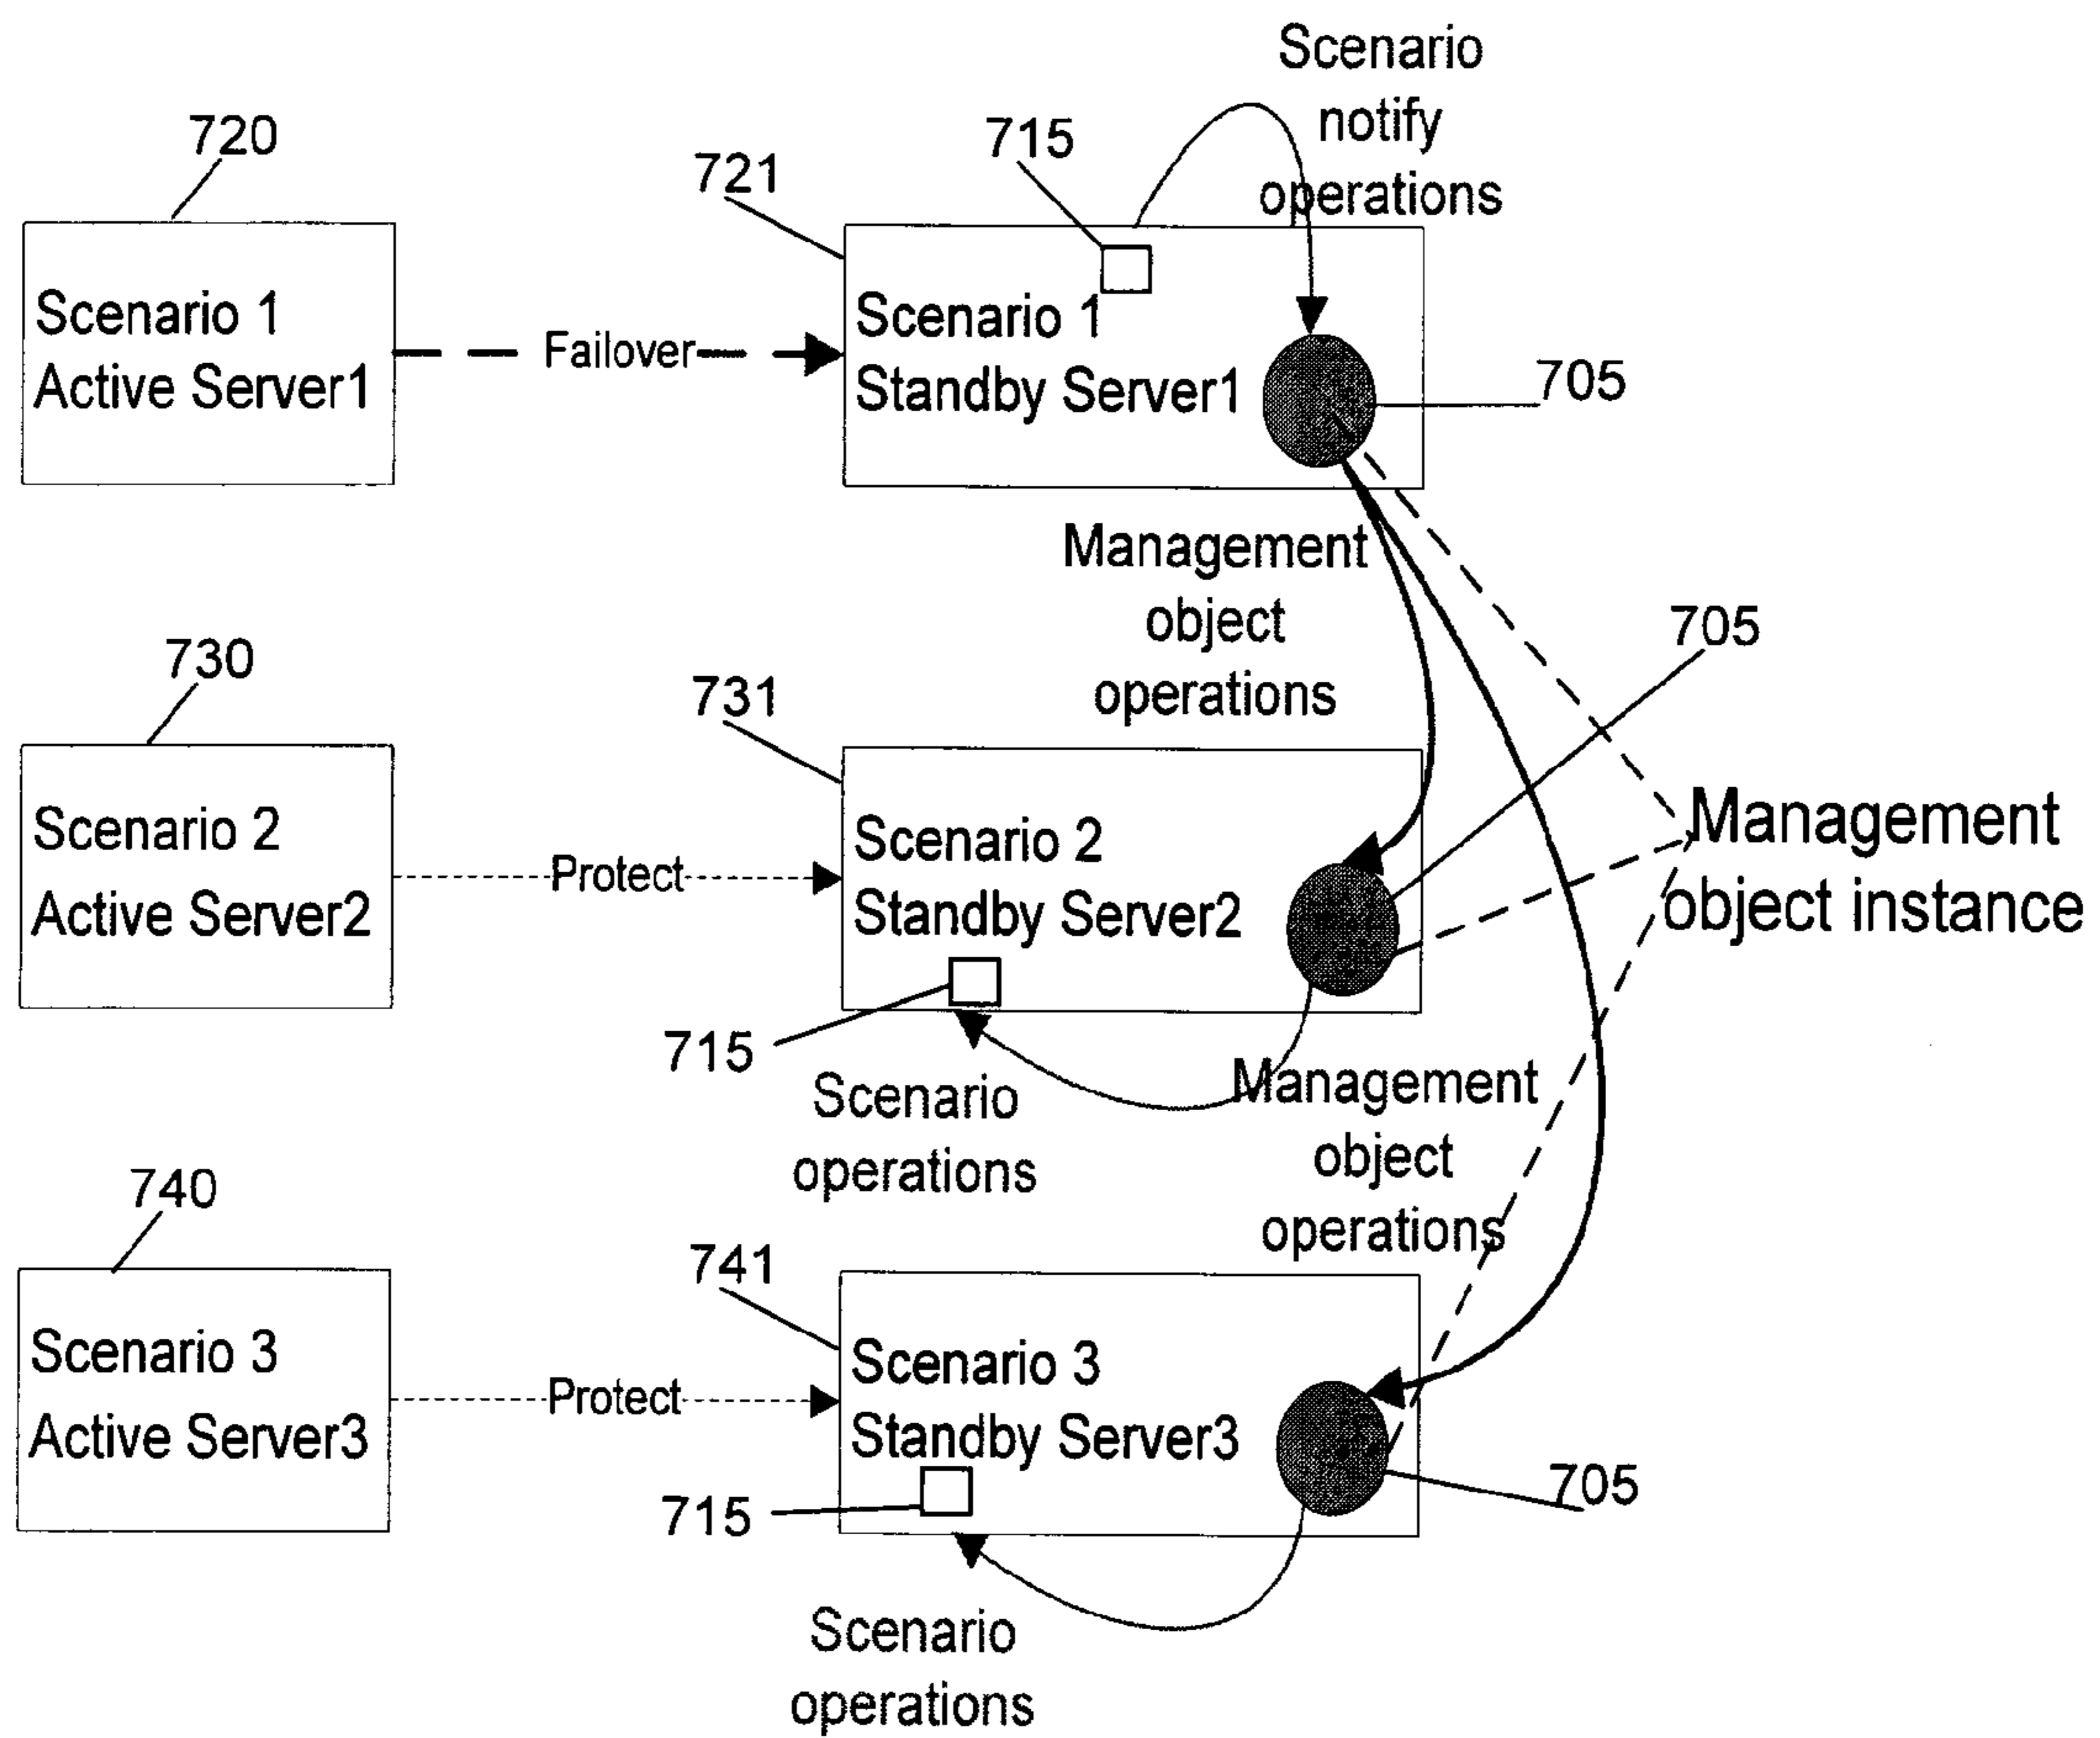 Scenario
notify
operations
720
721
715
Scenario 1
Active Server1
Failover
Scenario 1
Standby Server1
705
Management
object
operations
705
730
731
Scenario 2
Active Server2
Protect
Scenario 2
Standby Server2
Management
object instance
715
Scenario
operations
Management
object
operations
740
741
Scenario 3
Active Server3
Protect
Scenario 3
Standby Server3
715
705
Scenario
operations